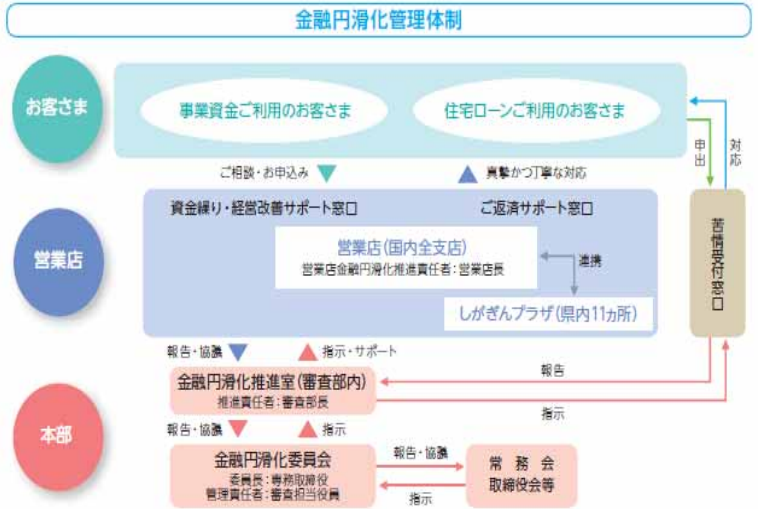 金融円滑化管理体制
お客さま
事業資金ご利用のお客さま
住宅ローンご利用のお客さま
申出
対応
ご相談・お申込み
真摯かつ丁寧な対応
営業店
資金繰り・経営改善サポート窓口
ご返済サポート窓口
営業店(国内全支店)
営業店金融円滑化推進責任者:営業店長
連携
しがぎんプラザ(県内11ヵ所)
苦情受付窓口
報告・協議
指示・サポート
本部
金融円滑化推進室(審査部内)
推進責任者:審査部長
報告
指示
報告・協議
指示
金融円滑化委員会
委員長:専務取締役
管理責任者:審査担当役員
報告・協議
指示
常務会
取締役会等